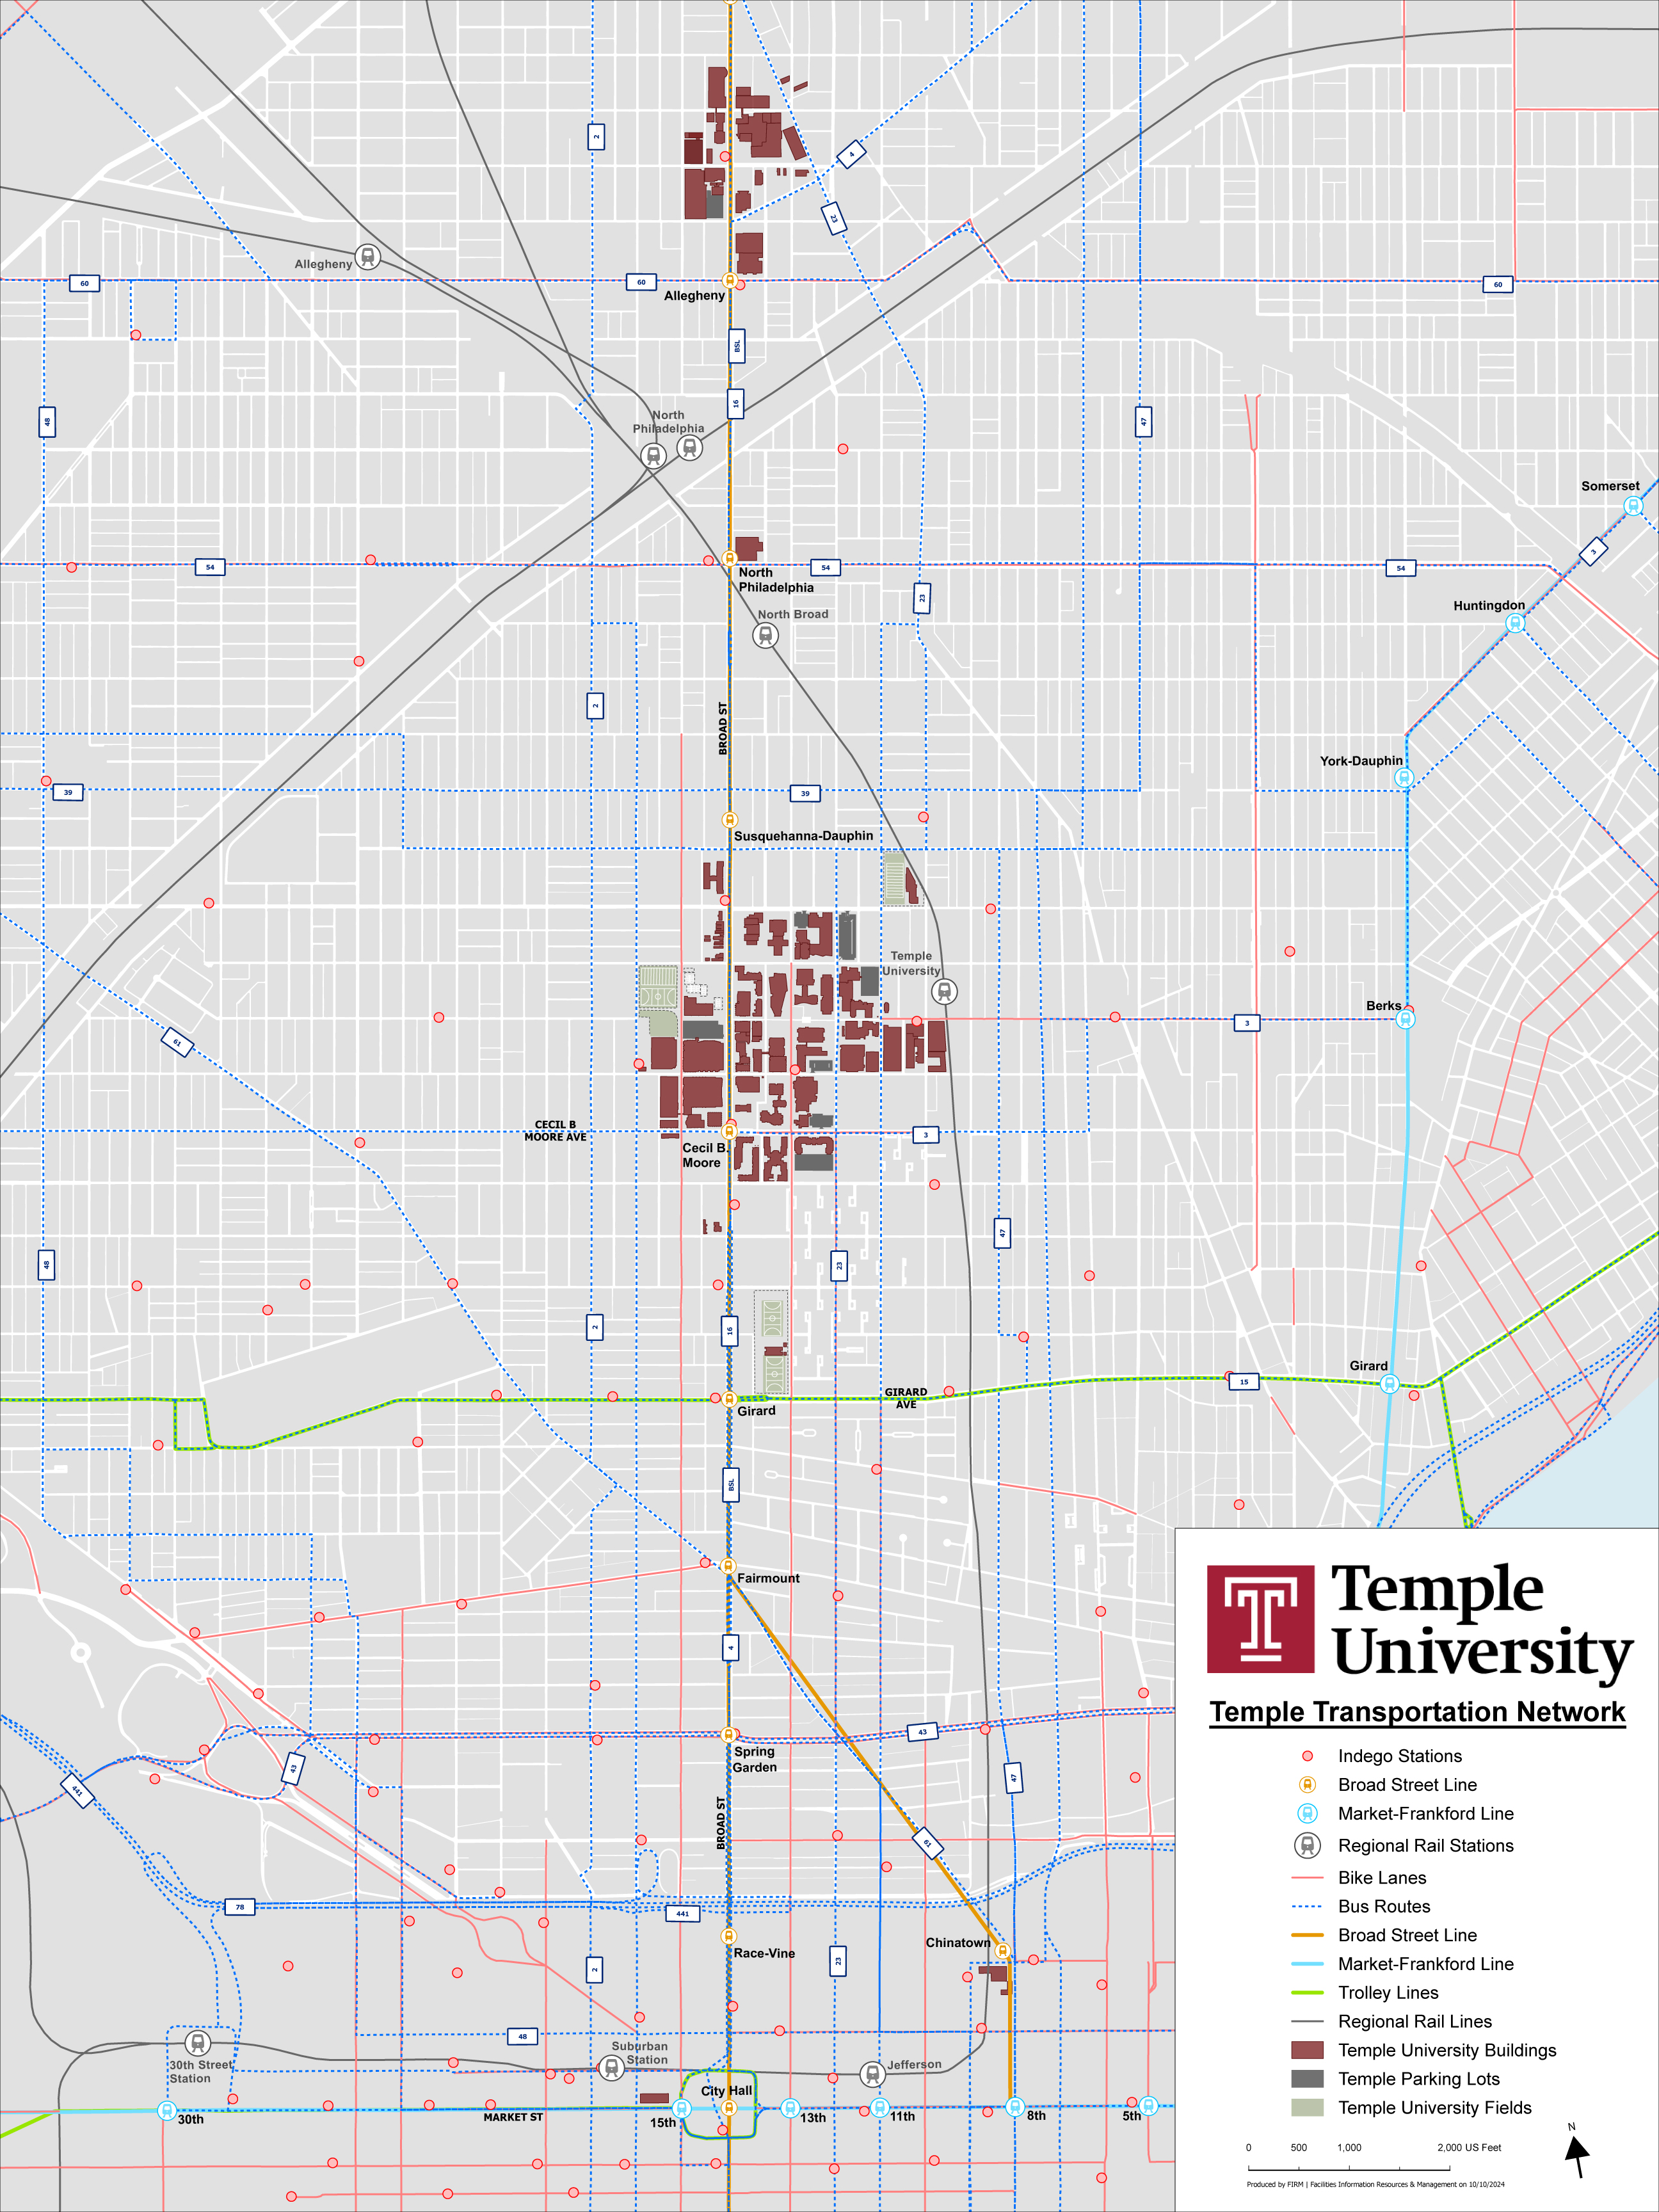 2
4
23
Allegheny
60
60
60
Allegheny
BSL
16
48
47
North
Philadelphia
Somerset
3
54
54
54
North
Philadelphia
23
Huntingdon
North Broad
2
BROAD ST
York-Dauphin
39
39
Susquehanna-Dauphin
Temple
University
Berks
3
61
CECIL B
MOORE AVE
3
Cecil B.
Moore
47
48
23
2
16
Girard
15
GIRARD
AVE
Girard
BSL
Fairmount
4
Spring
Garden
43
43
441
47
BROAD ST
61
78
441
Chinatown
Race-Vine
2
23
48
Suburban
Station
30th Street
Station
Jefferson
City Hall
30th
MARKET ST
15th
13th
11th
8th
5th
Temple
University
Temple Transportation Network
Indego Stations
Broad Street Line
Market-Frankford Line
Regional Rail Stations
Bike Lanes
Bus Routes
Broad Street Line
Market-Frankford Line
Trolley Lines
Regional Rail Lines
Temple University Buildings
Temple Parking Lots
Temple University Fields
N
0 500 1,000 2,000 US Feet
Produced by FIRM | Facilities Information Resources & Management on 10/10/2024